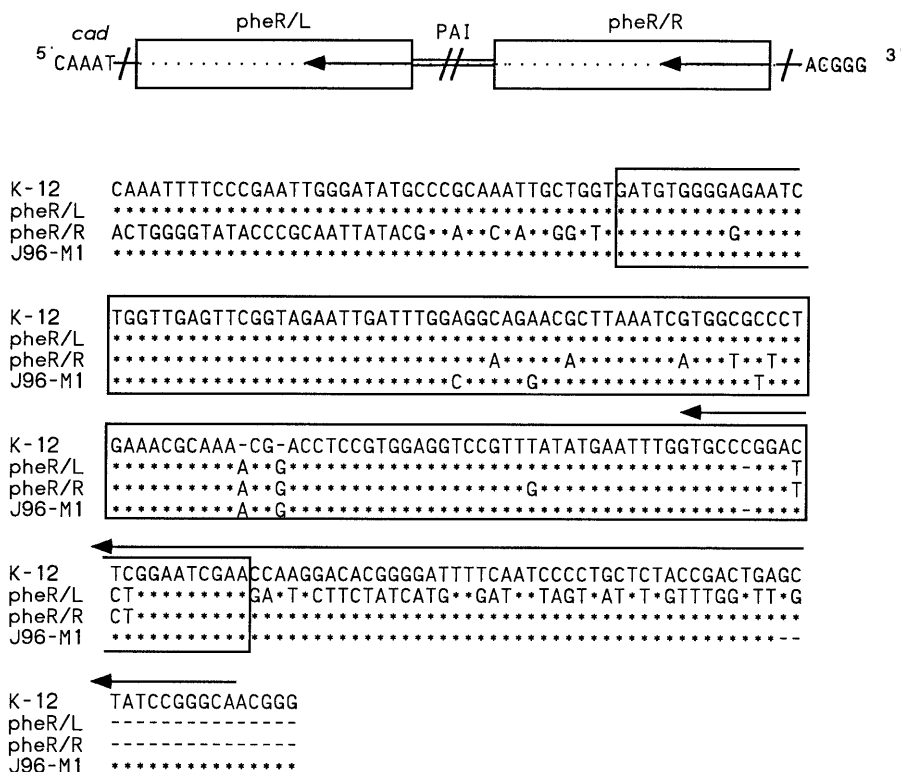 cad pheR/L PAI pheR/R
5' CAAAT ACGGG 3'
K-12 CAAATTTTCCCGAATTGGGATATGCCCGCAAATTGCTGGTGATGTGGGGAGAATC
pheR/L *******************************************************
pheR/R ACTGGGGTATACCCGCAATTATACG**A**C*A**GG*T**********G*****
J96-M1 *******************************************************
K-12 TGGTTGAGTTCGGTAGAATTGATTTGGAGGCAGAACGCTTAAATCGTGGCGCCCT
pheR/L *******************************************************
pheR/R ******************************A*****A********A***T**T**
J96-M1 ***************************C*****G*****************T***
K-12 GAAACGCAAA-CG-ACCTCCGTGGAGGTCCGTTTATATGAATTTGGTGCCCGGAC
pheR/L **********A**G************************************-***T
pheR/R **********A**G*******************G********************T
J96-M1 **********A**G************************************-****
K-12 TCGGAATCGAACCAAGGACACGGGGATTTTCAATCCCCTGCTCTACCGACTGAGC
pheR/L CT*********GA*T*CTTCTATCATG**GAT**TAGT*AT*T*GTTTGG*TT*G
pheR/R CT*****************************************************
J96-M1 *****************************************************--
K-12 TATCCGGGCAACGGG
pheR/L ---------------
pheR/R ---------------
J96-M1 ***************